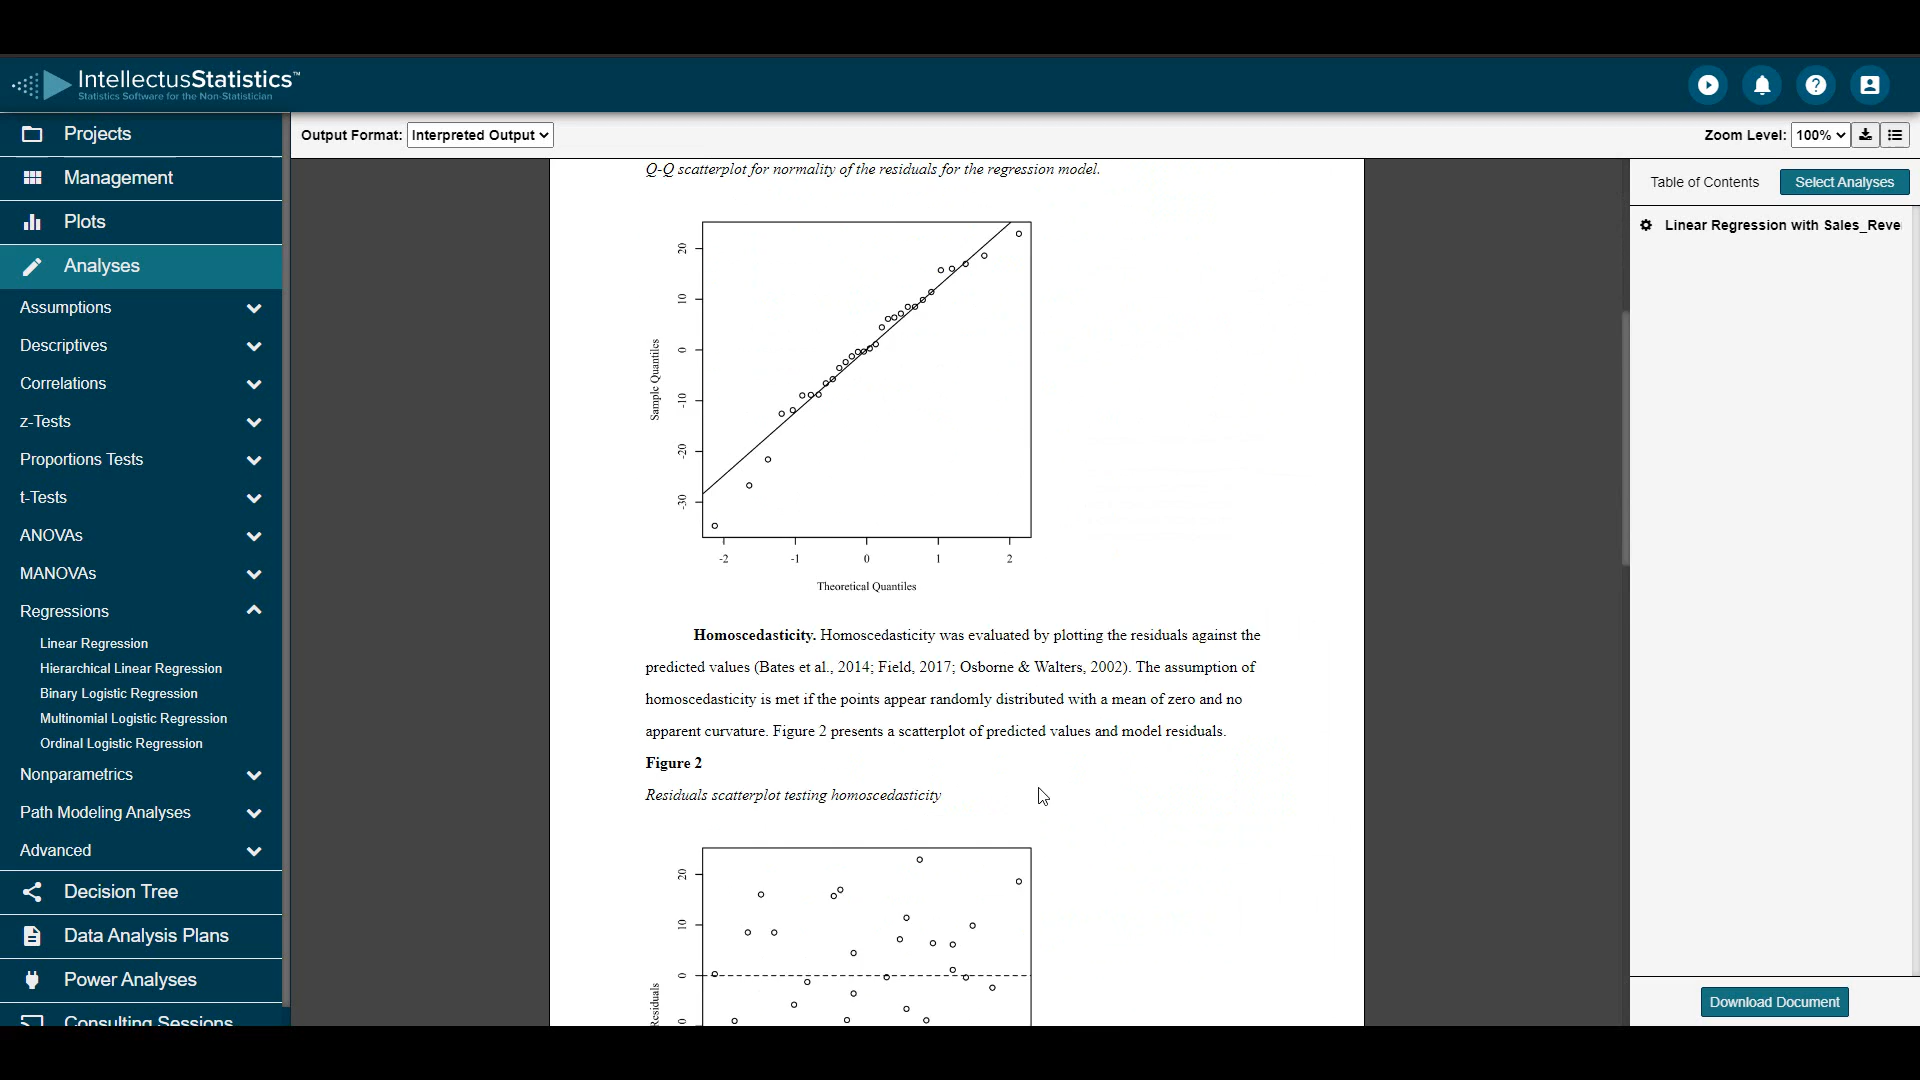 IntellectusStatistics™
Statistics Software for the Non-Statistician
Projects
Management
Plots
Analyses
Assumptions
Descriptives
Correlations
z-Tests
Proportions Tests
t-Tests
ANOVAs
MANOVAs
Regressions
Linear Regression
Hierarchical Linear Regression
Binary Logistic Regression
Multinomial Logistic Regression
Ordinal Logistic Regression
Nonparametrics
Path Modeling Analyses
Advanced
Decision Tree
Data Analysis Plans
Power Analyses
Consulting Sessions
Output Format: Interpreted Output
Zoom Level: 100%
Q-Q scatterplot for normality of the residuals for the regression model.
20
10
0
-10
-20
-30
Sample Quantiles
-2 -1 0 1 2
Theoretical Quantiles
Homoscedasticity. Homoscedasticity was evaluated by plotting the residuals against the
predicted values (Bates et al., 2014; Field, 2017; Osborne & Walters, 2002). The assumption of
homoscedasticity is met if the points appear randomly distributed with a mean of zero and no
apparent curvature. Figure 2 presents a scatterplot of predicted values and model residuals.
Figure 2
Residuals scatterplot testing homoscedasticity
20
10
0
Residuals
Table of Contents
Select Analyses
Linear Regression with Sales_Reve
Download Document